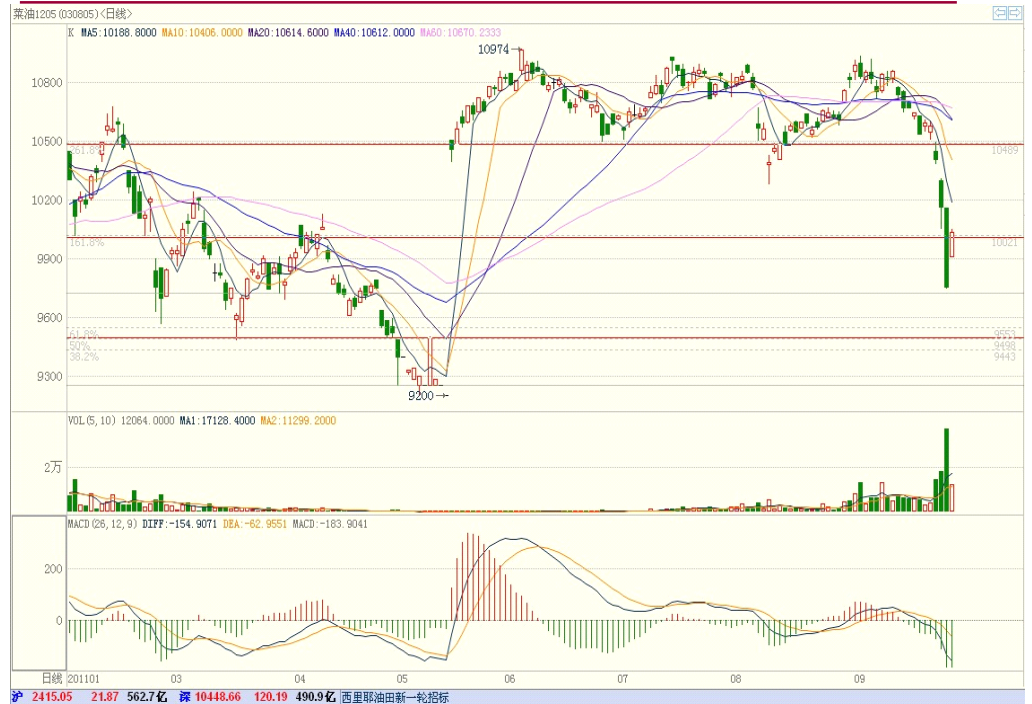 菜油1205(030805)<日线>
K MA5:10188.8000 MA10:10406.0000 MA20:10614.6000 MA40:10612.0000 MA60:10670.2333
10974→
10800
10500
261.8% 10489
10200
161.8% 10021
9900
9600
61.8% 9553
50% 9498
38.2% 9443
9300
9200→
VOL(5,10) 12064.0000 MA1:17128.4000 MA2:11299.2000
2万
MACD(26,12,9) DIFF:-154.9071 DEA:-62.9551 MACD:-183.9041
200
0
日线 201101 03 04 05 06 07 08 09
沪 2415.05 21.87 562.7亿 深 10448.66 120.19 490.9亿 西里耶油田新一轮招标